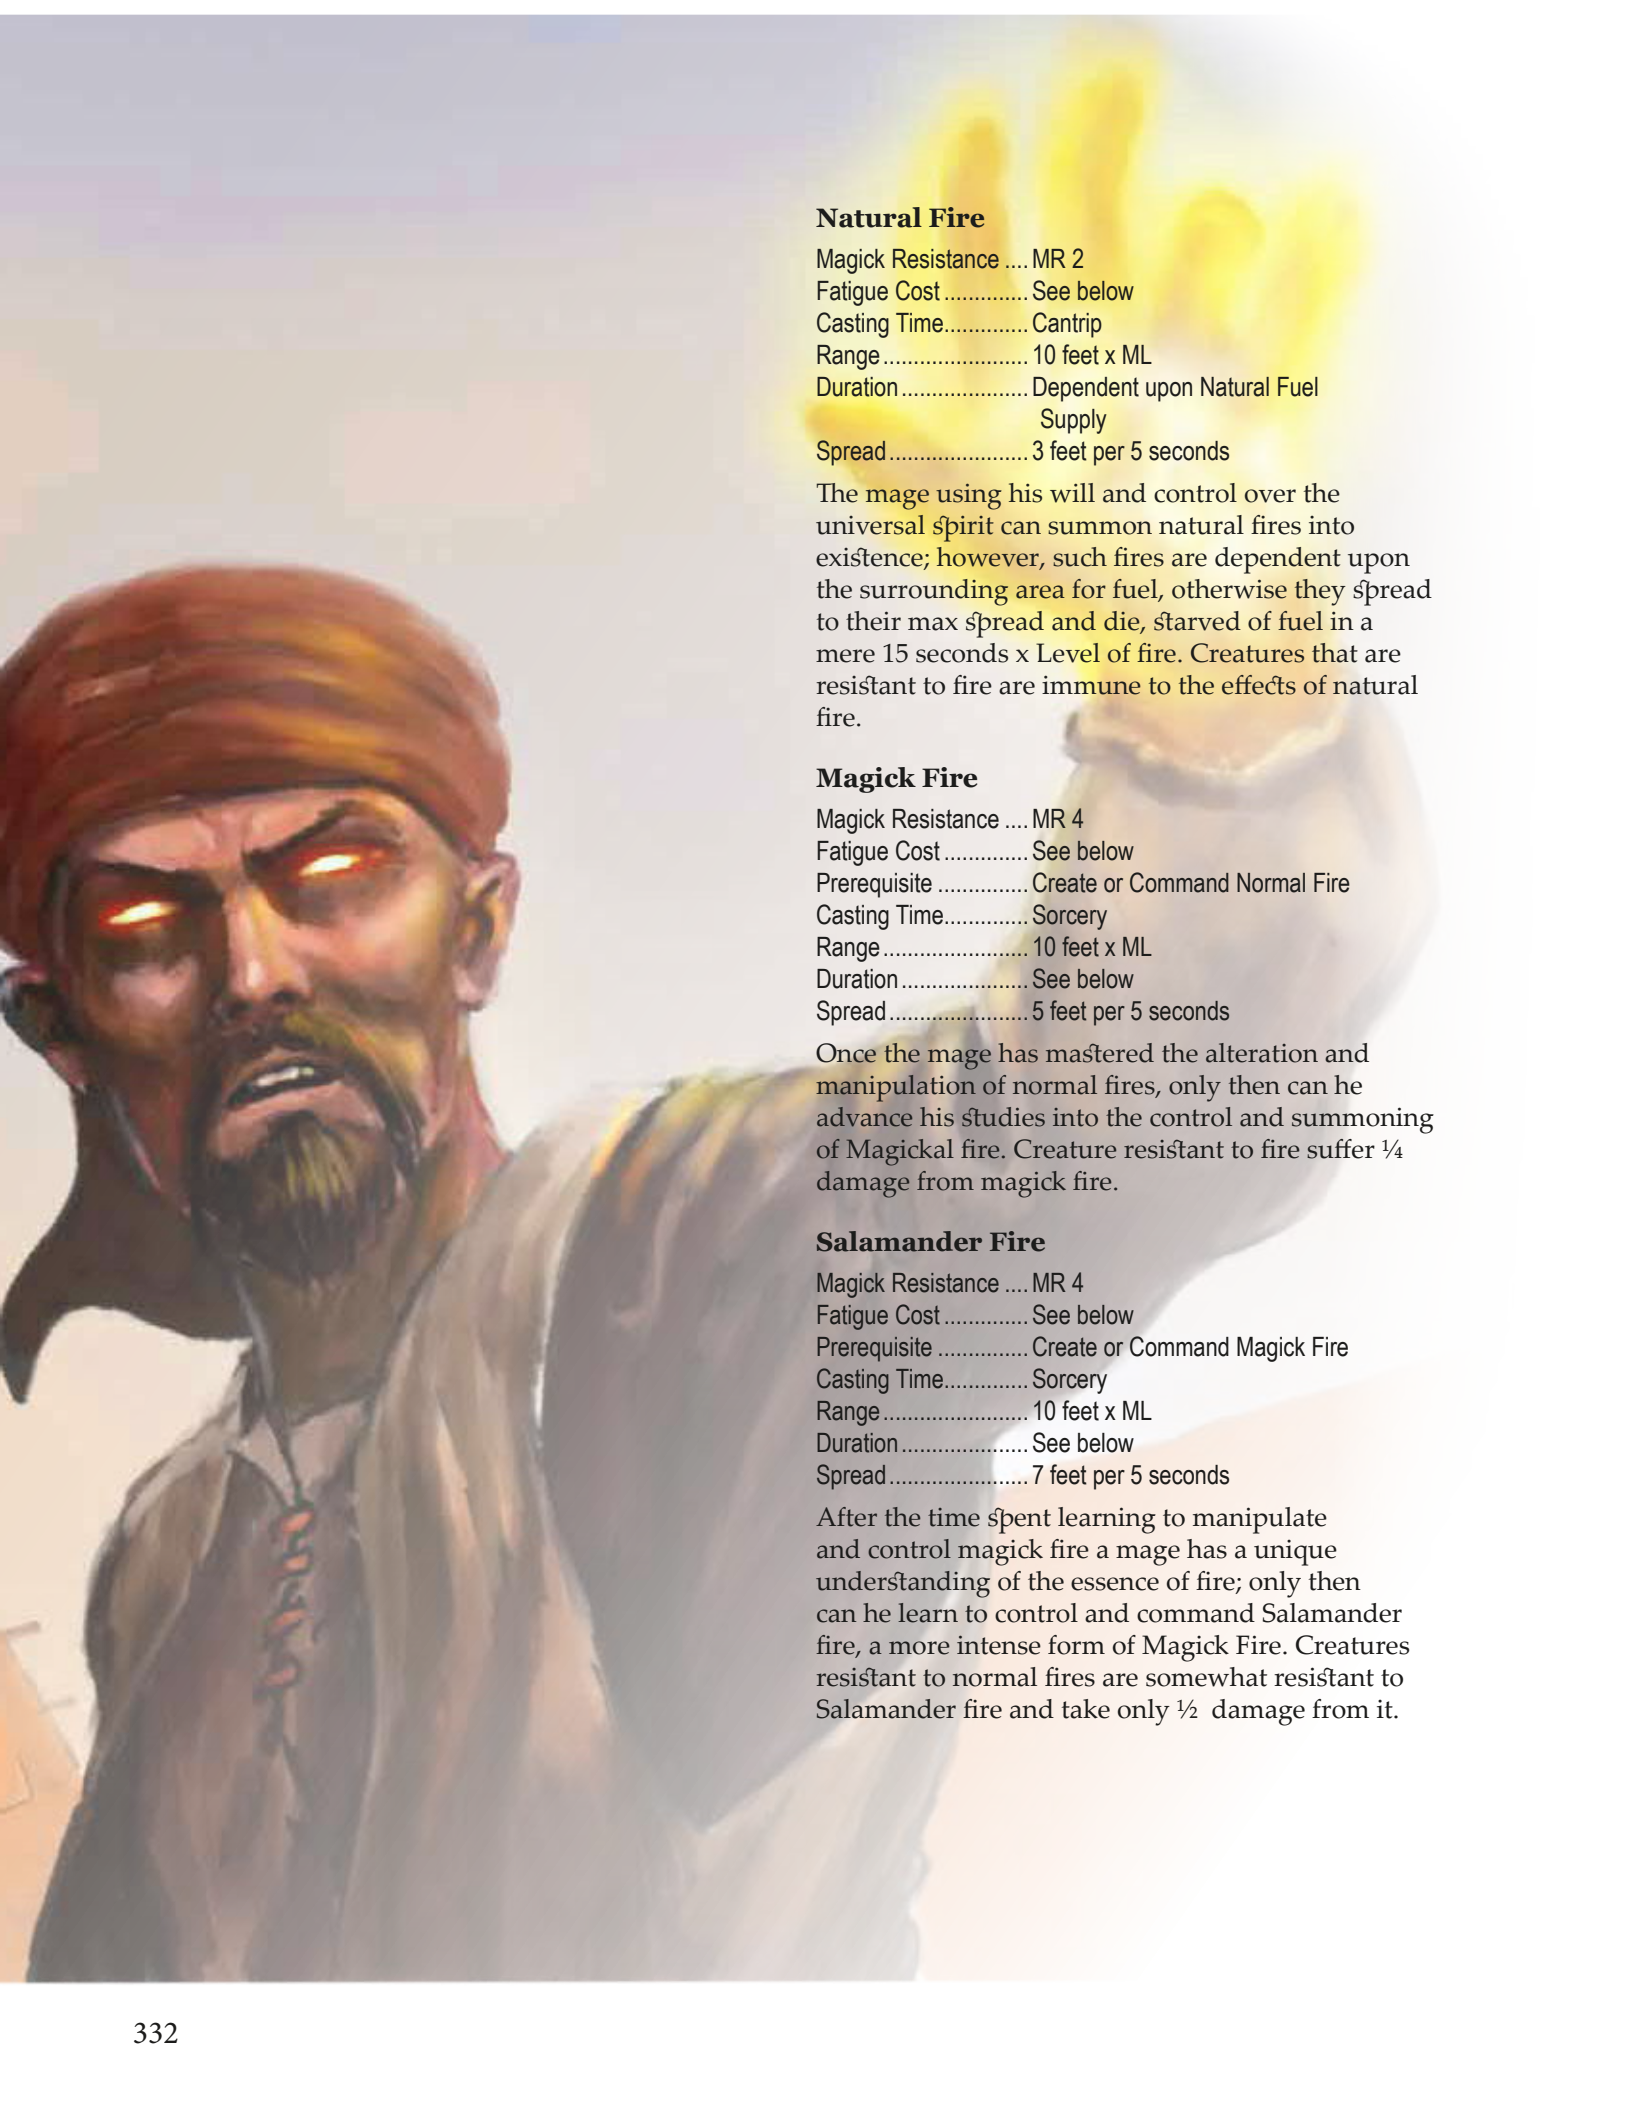 Natural Fire
Magick Resistance .... MR 2
Fatigue Cost .............. See below
Casting Time.............. Cantrip
Range ........................ 10 feet x ML
Duration ..................... Dependent upon Natural Fuel
Supply
Spread ....................... 3 feet per 5 seconds
The mage using his will and control over the
universal spirit can summon natural fires into
existence; however, such fires are dependent upon
the surrounding area for fuel, otherwise they spread
to their max spread and die, starved of fuel in a
mere 15 seconds x Level of fire. Creatures that are
resistant to fire are immune to the effects of natural
fire.
Magick Fire
Magick Resistance .... MR 4
Fatigue Cost .............. See below
Prerequisite ............... Create or Command Normal Fire
Casting Time.............. Sorcery
Range ........................ 10 feet x ML
Duration ..................... See below
Spread ....................... 5 feet per 5 seconds
Once the mage has mastered the alteration and
manipulation of normal fires, only then can he
advance his studies into the control and summoning
of Magickal fire. Creature resistant to fire suffer ¼
damage from magick fire.
Salamander Fire
Magick Resistance .... MR 4
Fatigue Cost .............. See below
Prerequisite ............... Create or Command Magick Fire
Casting Time.............. Sorcery
Range ........................ 10 feet x ML
Duration ..................... See below
Spread ....................... 7 feet per 5 seconds
After the time spent learning to manipulate
and control magick fire a mage has a unique
understanding of the essence of fire; only then
can he learn to control and command Salamander
fire, a more intense form of Magick Fire. Creatures
resistant to normal fires are somewhat resistant to
Salamander fire and take only ½ damage from it.
332